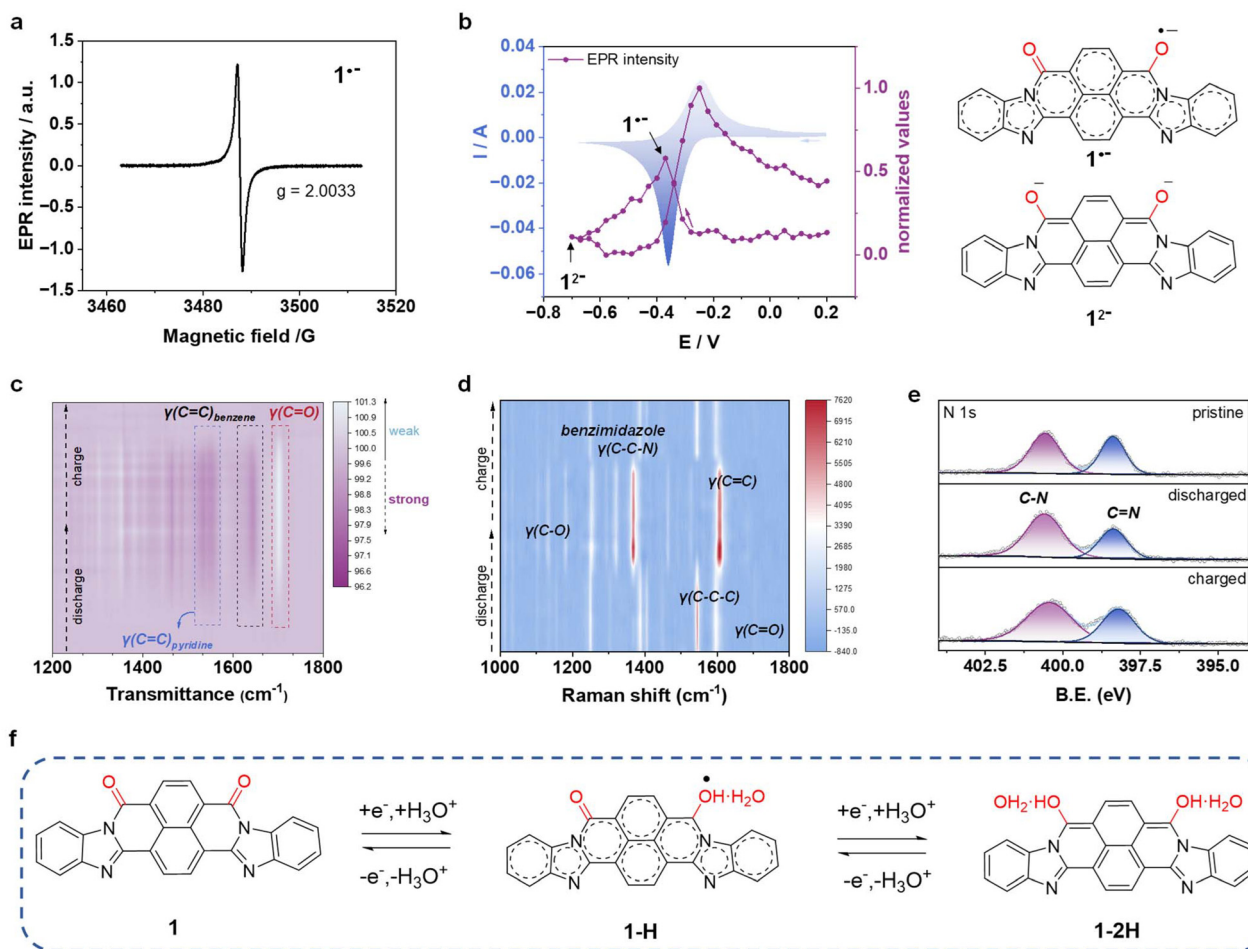 a
1.5
1.0
0.5
0.0
−0.5
−1.0
−1.5
EPR intensity / a.u.
1•−
g = 2.0033
3460
3480
3500
3520
Magnetic field /G
b
0.04
0.02
0.00
−0.02
−0.04
−0.06
I / A
EPR intensity
1•−
1²⁻
1.0
0.5
0.0
normalized values
−0.8
−0.6
−0.4
−0.2
0.0
0.2
E / V
O
•−
O
N
N
N
N
1•−
−
O
−
O
N
N
N
N
1²⁻
c
γ(C=C)benzene
γ(C=O)
γ(C=C)pyridine
charge
discharge
1200
1400
1600
1800
Transmittance (cm⁻¹)
101.3
100.9
100.5
100.0
99.6
99.2
98.8
98.3
97.9
97.5
97.1
96.6
96.2
weak
strong
d
benzimidazole
γ(C-C-N)
γ(C=C)
γ(C-O)
γ(C-C-C)
γ(C=O)
charge
discharge
1000
1200
1400
1600
1800
Raman shift (cm⁻¹)
7620
6915
6210
5505
4800
4095
3390
2685
1980
1275
570.0
-135.0
-840.0
e
N 1s
pristine
discharged
C-N
C=N
charged
402.5
400.0
397.5
395.0
B.E. (eV)
f
O
O
N
N
N
N
1
+e⁻,+H₃O⁺
-e⁻,-H₃O⁺
O
•
OH·H₂O
N
N
N
N
1-H
+e⁻,+H₃O⁺
-e⁻,-H₃O⁺
OH₂·HO
OH·H₂O
N
N
N
N
1-2H